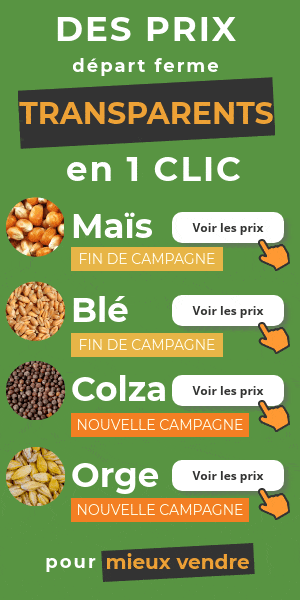 DES PRIX
départ ferme
TRANSPARENTS
en 1 CLIC
Maïs
Voir les prix
FIN DE CAMPAGNE
Blé
Voir les prix
FIN DE CAMPAGNE
Colza
Voir les prix
NOUVELLE CAMPAGNE
Orge
Voir les prix
NOUVELLE CAMPAGNE
pour mieux vendre